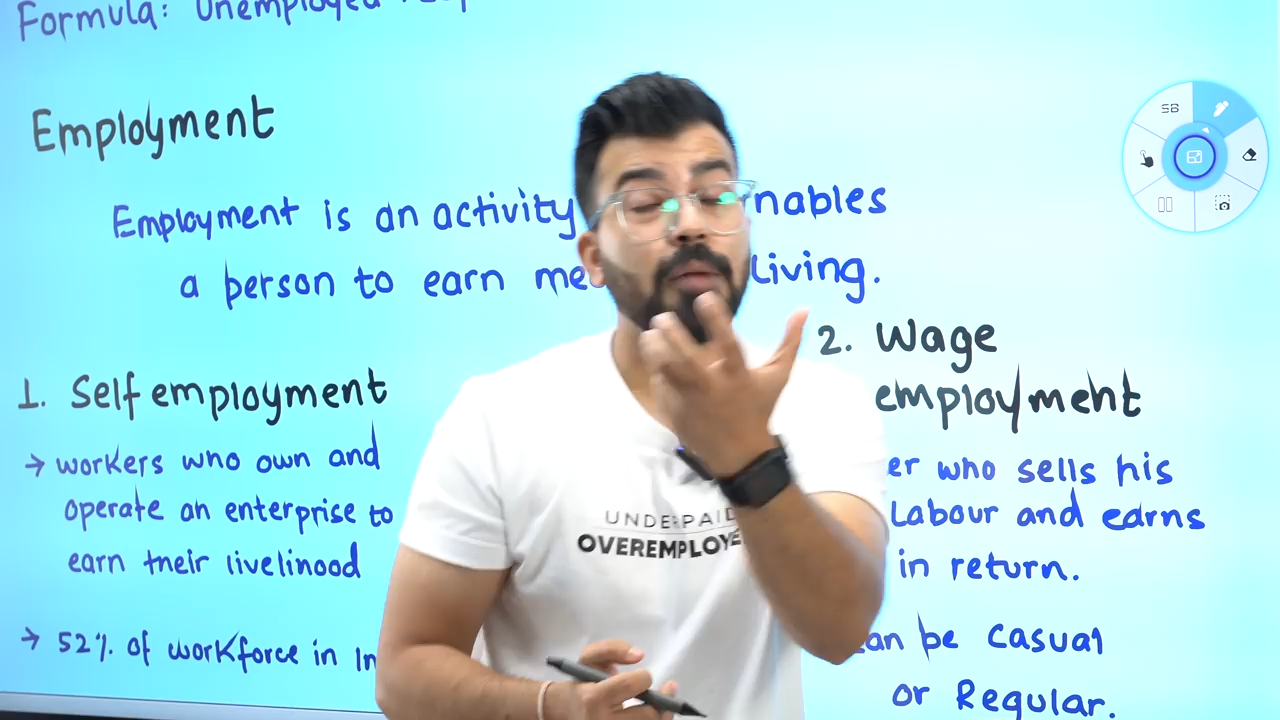 Formula: Unemployed
Employment
Employment is an activity nables
a person to earn me living.
1. Self employment
→ workers who own and
operate an enterprise to
earn their livelinood
→ 52% of workforce in In
2. Wage
employment
er who sells his
Labour and earns
in return.
can be casual
or Regular.
UNDERPAID
OVEREMPLOYE
SB